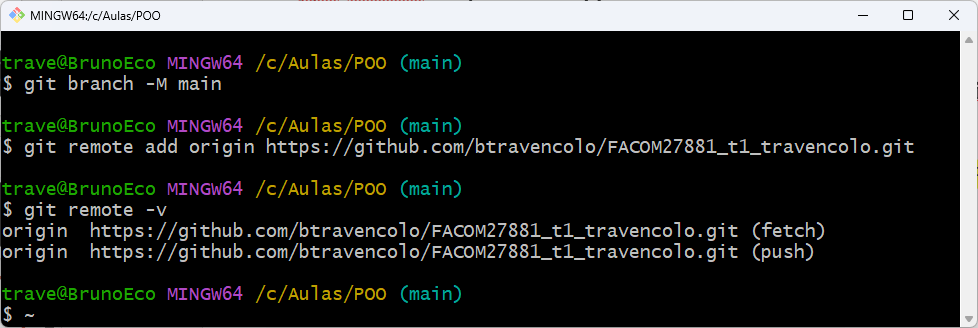 MINGW64:/c/Aulas/POO
trave@BrunoEco MINGW64 /c/Aulas/POO (main)
$ git branch -M main
trave@BrunoEco MINGW64 /c/Aulas/POO (main)
$ git remote add origin https://github.com/btravencolo/FACOM27881_t1_travencolo.git
trave@BrunoEco MINGW64 /c/Aulas/POO (main)
$ git remote -v
origin  https://github.com/btravencolo/FACOM27881_t1_travencolo.git (fetch)
origin  https://github.com/btravencolo/FACOM27881_t1_travencolo.git (push)
trave@BrunoEco MINGW64 /c/Aulas/POO (main)
$ ~